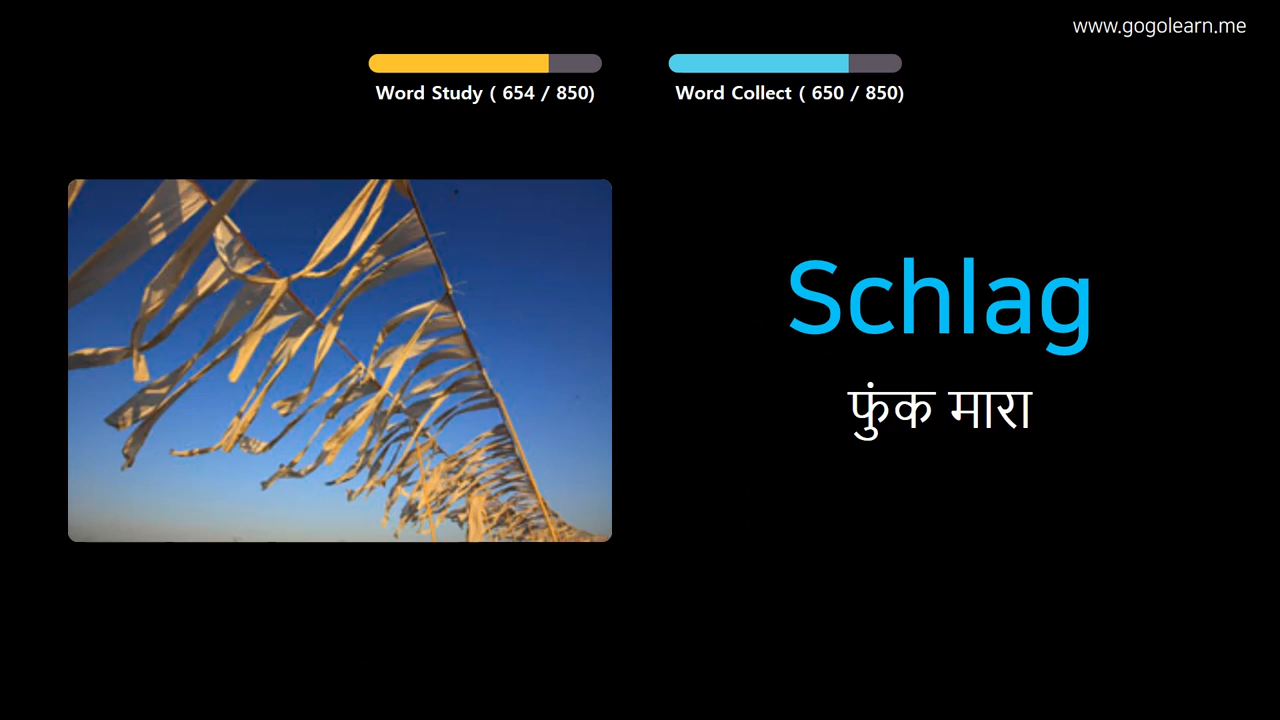 www.gogolearn.me
Word Study ( 654 / 850)
Word Collect ( 650 / 850)
Schlag
फुंक मारा